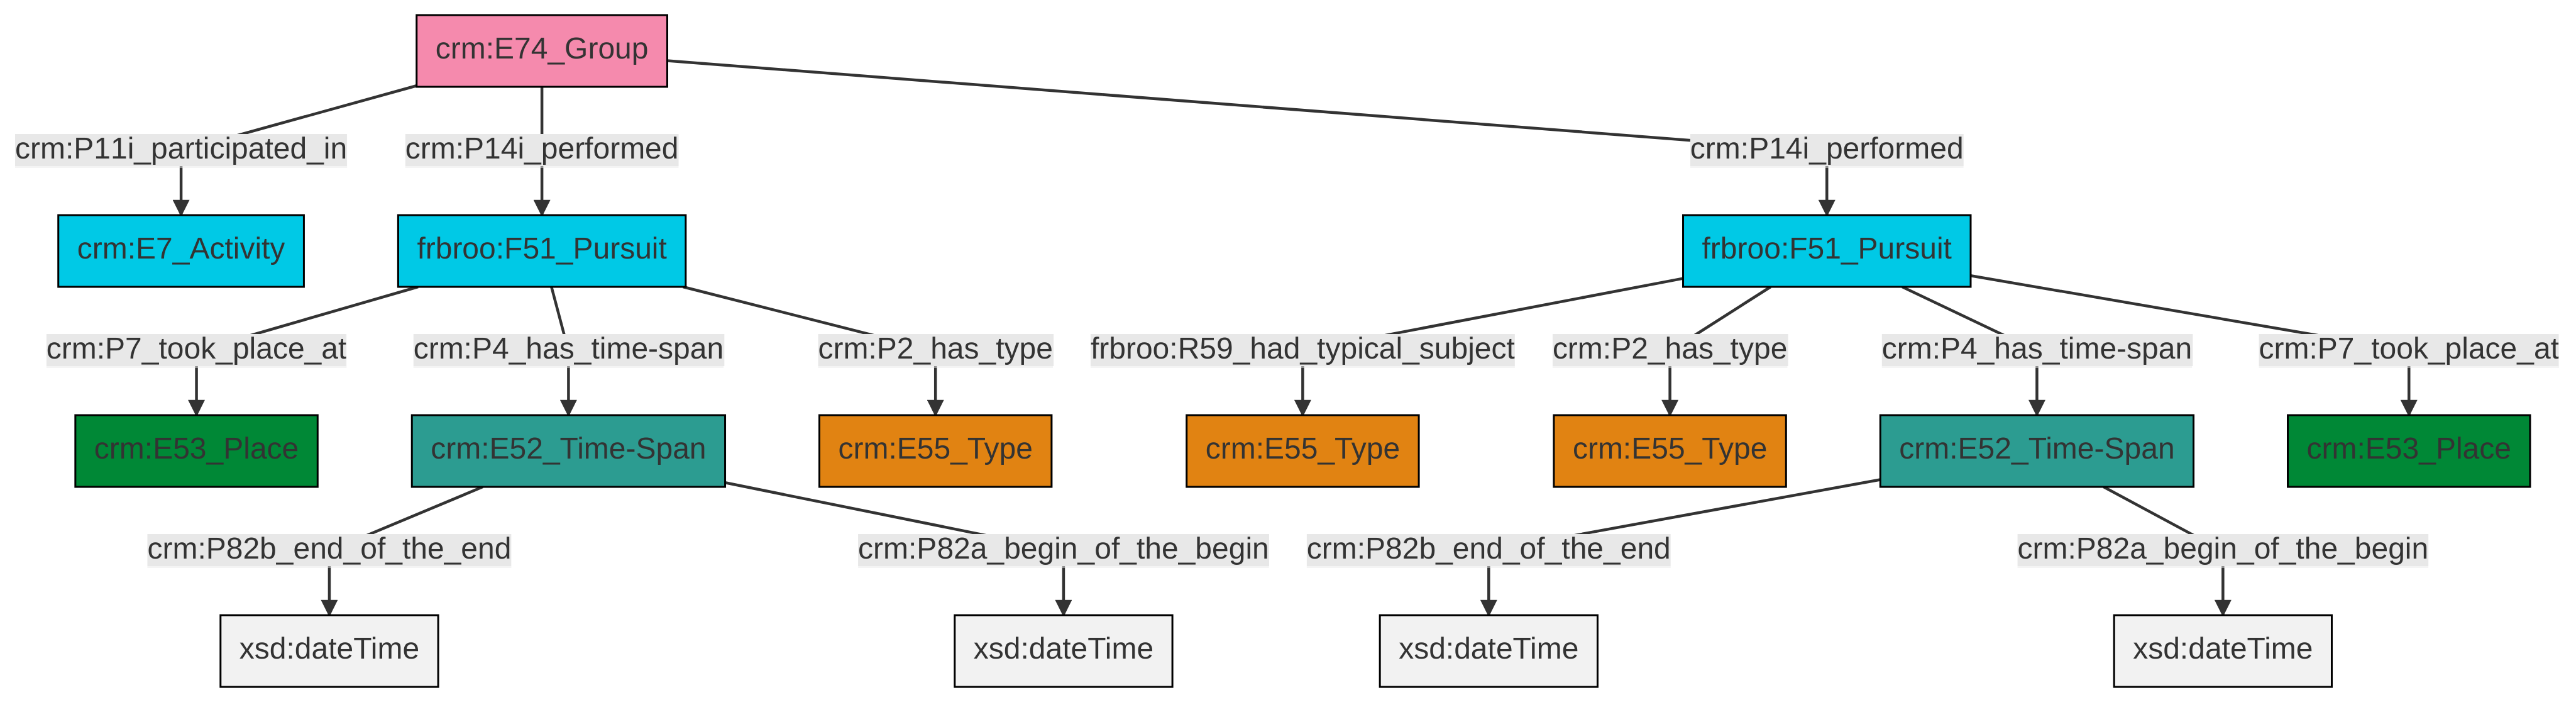 crm:E74_Group
crm:P11i_participated_in
crm:P14i_performed
crm:P14i_performed
crm:E7_Activity
frbroo:F51_Pursuit
frbroo:F51_Pursuit
crm:P7_took_place_at
crm:P4_has_time-span
crm:P2_has_type
frbroo:R59_had_typical_subject
crm:P2_has_type
crm:P4_has_time-span
crm:P7_took_place_at
crm:E53_Place
crm:E52_Time-Span
crm:E55_Type
crm:E55_Type
crm:E55_Type
crm:E52_Time-Span
crm:E53_Place
crm:P82b_end_of_the_end
crm:P82a_begin_of_the_begin
crm:P82b_end_of_the_end
crm:P82a_begin_of_the_begin
xsd:dateTime
xsd:dateTime
xsd:dateTime
xsd:dateTime